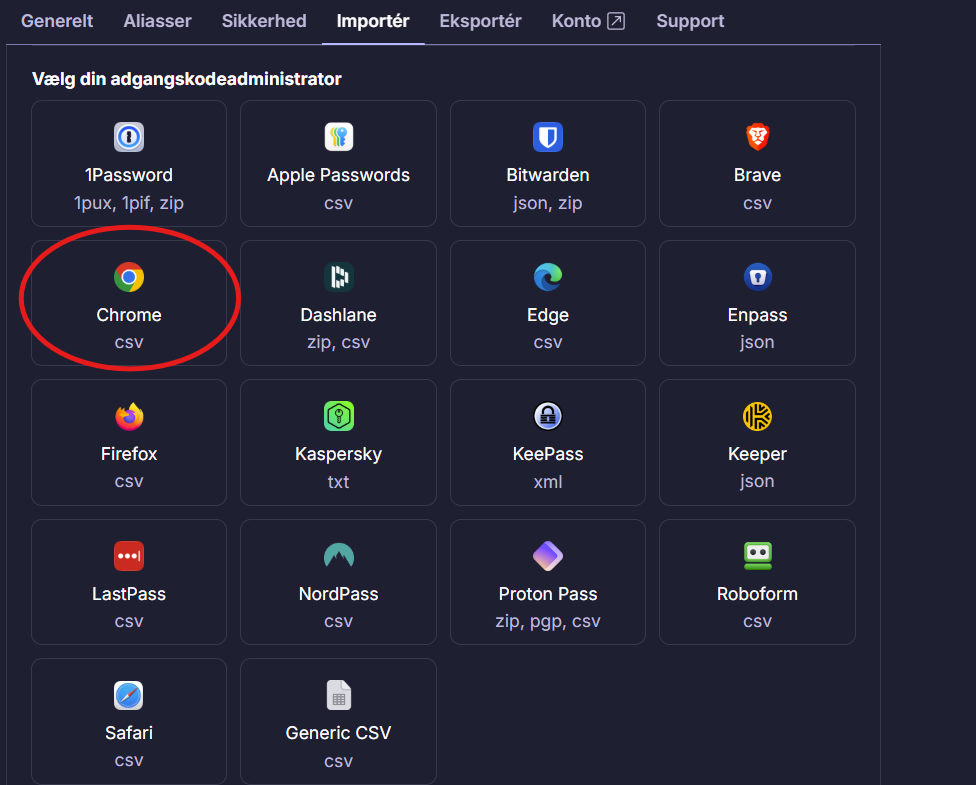 Generelt Aliasser Sikkerhed Importér Eksportér Konto Support
Vælg din adgangskodeadministrator
1Password Apple Passwords Bitwarden Brave
1pux, 1pif, zip csv json, zip csv
Chrome Dashlane Edge Enpass
csv zip, csv csv json
Firefox Kaspersky KeePass Keeper
csv txt xml json
LastPass NordPass Proton Pass Roboform
csv csv zip, pgp, csv csv
Safari Generic CSV
csv csv